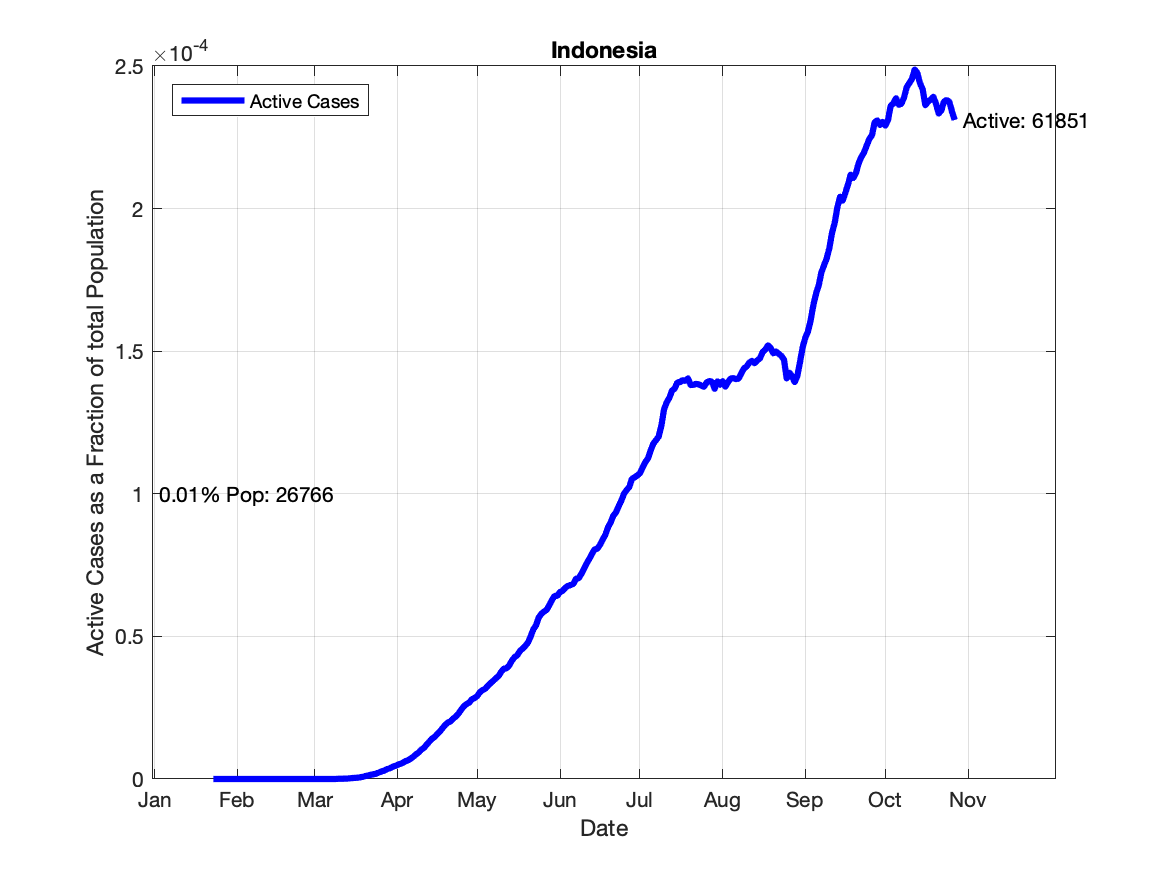 Indonesia
×10-4
Active Cases
Active Cases as a Fraction of total Population
2.5
2
1.5
1
0.5
0
Active: 61851
0.01% Pop: 26766
Jan Feb Mar Apr May Jun Jul Aug Sep Oct Nov
Date